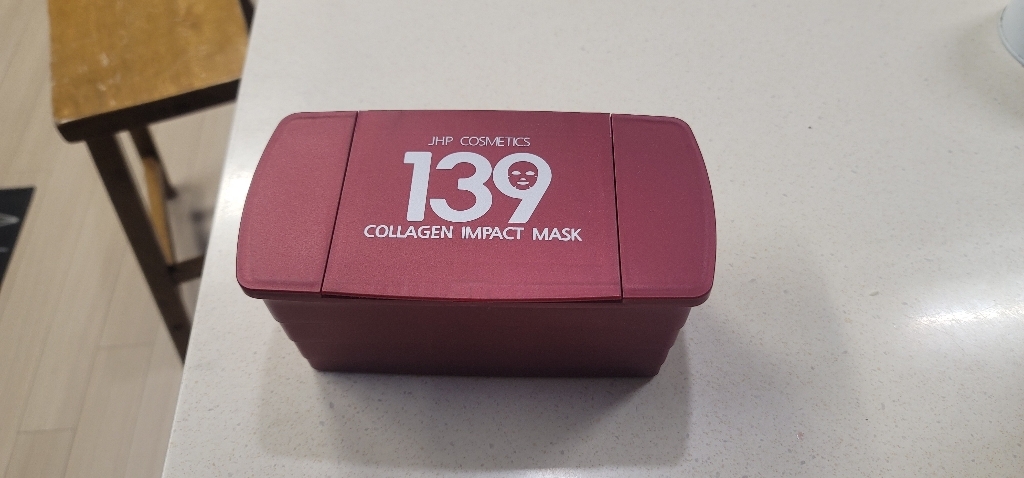 JHP COSMETICS
139
COLLAGEN IMPACT MASK